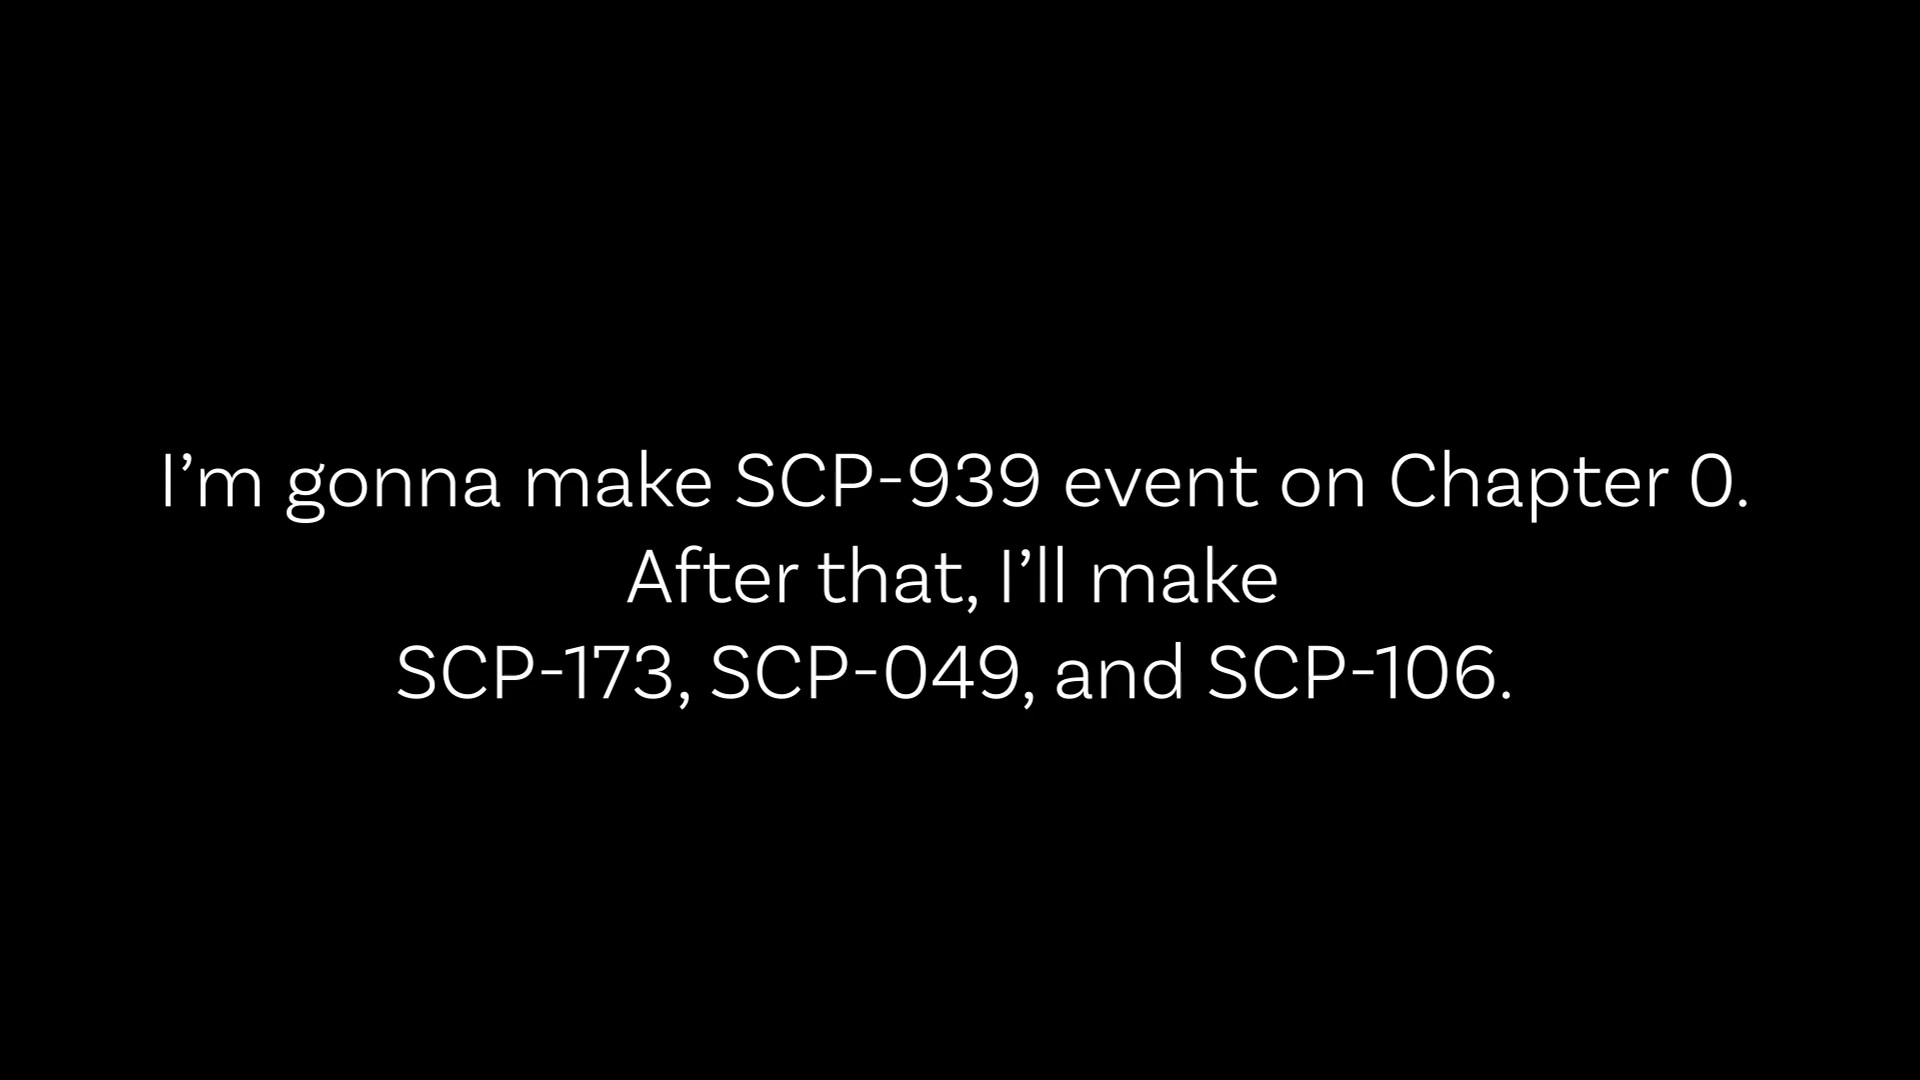 I’m gonna make SCP-939 event on Chapter 0.
After that, I’ll make
SCP-173, SCP-049, and SCP-106.